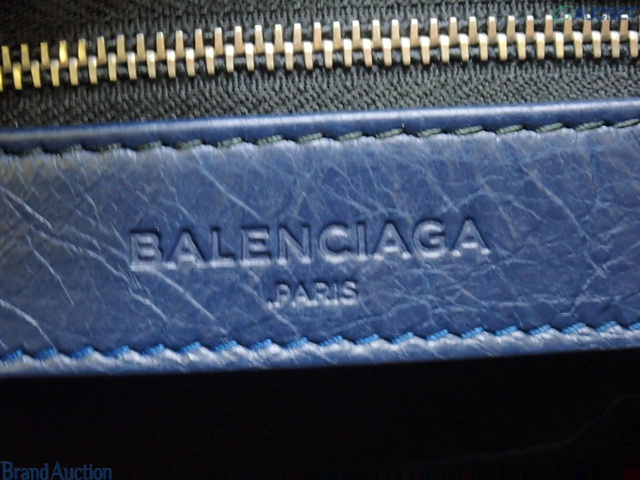 BALENCIAGA
.PARIS
Brand Auction